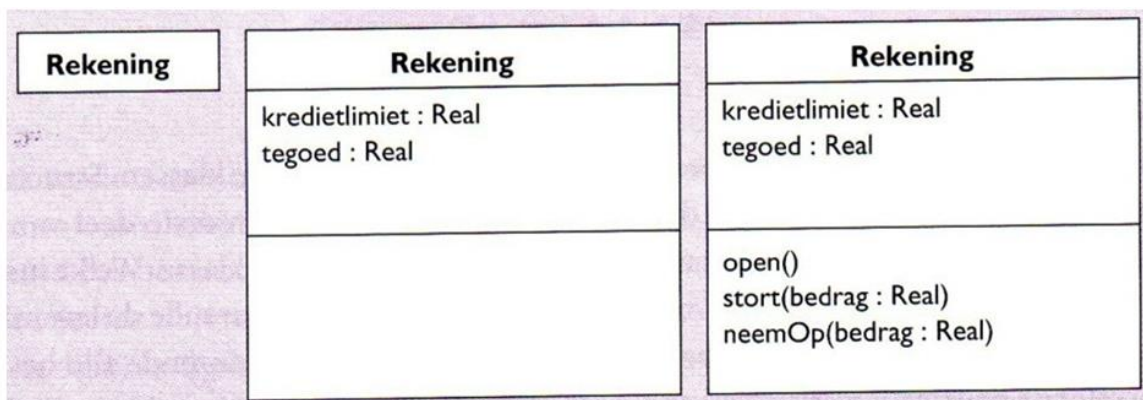 Rekening
Rekening
kredietlimiet : Real
tegoed : Real
Rekening
kredietlimiet : Real
tegoed : Real
open()
stort(bedrag : Real)
neemOp(bedrag : Real)